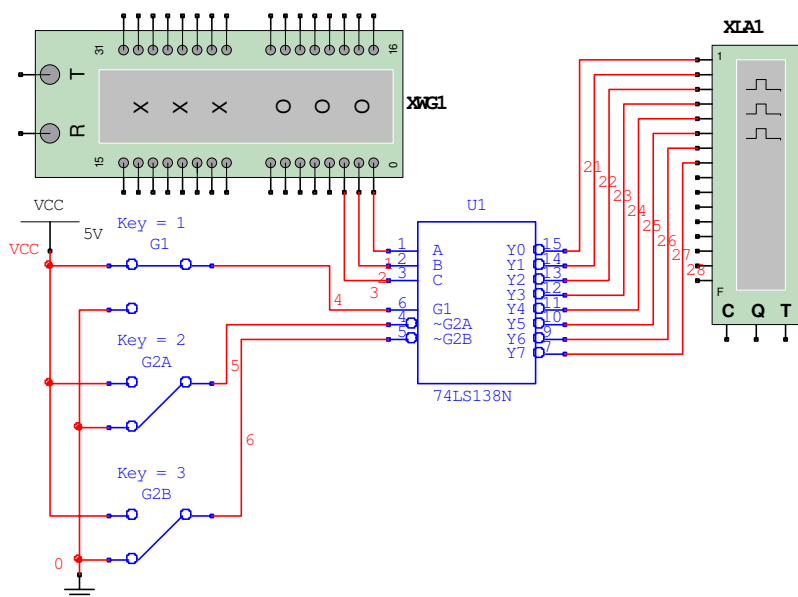 31 16
T
X X X O O O
XWG1
R
15 0
XLA1
1
F
C Q T
VCC
5V
VCC
Key = 1
G1
Key = 2
G2A
Key = 3
G2B
0
4
5
6
1
2
3
U1
1 A Y0 15
2 B Y1 14
3 C Y2 13
Y3 12
6 G1 Y4 11
4 ~G2A Y5 10
5 ~G2B Y6 9
Y7 7
74LS138N
21
22
23
24
25
26
27
28